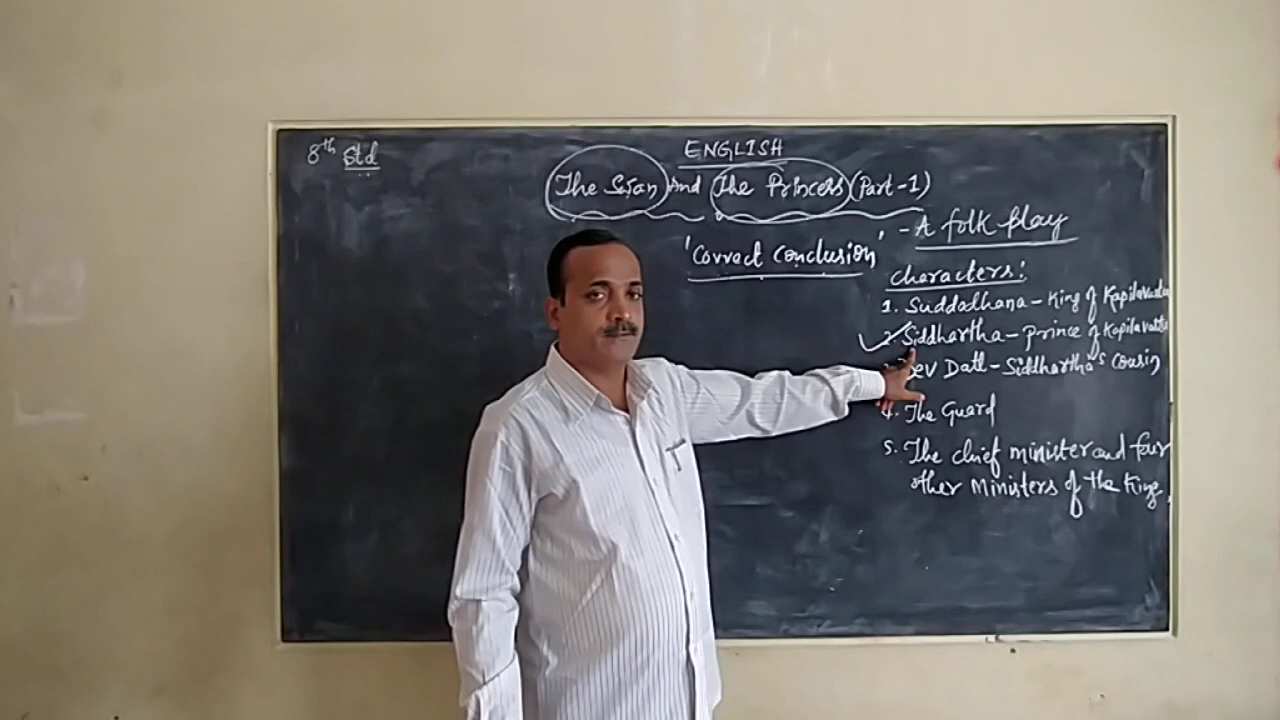 8th Std
ENGLISH
The Swan And The Princess (Part-1)
- A folk play
'Correct conclusion'
Characters:
1. Suddodhana - King of Kapilavastu
2. Siddhartha - Prince of Kapilavastu
Dev Datt - Siddhartha's Cousin
4. The Guard
5. The chief minister and four
other Ministers of the King,